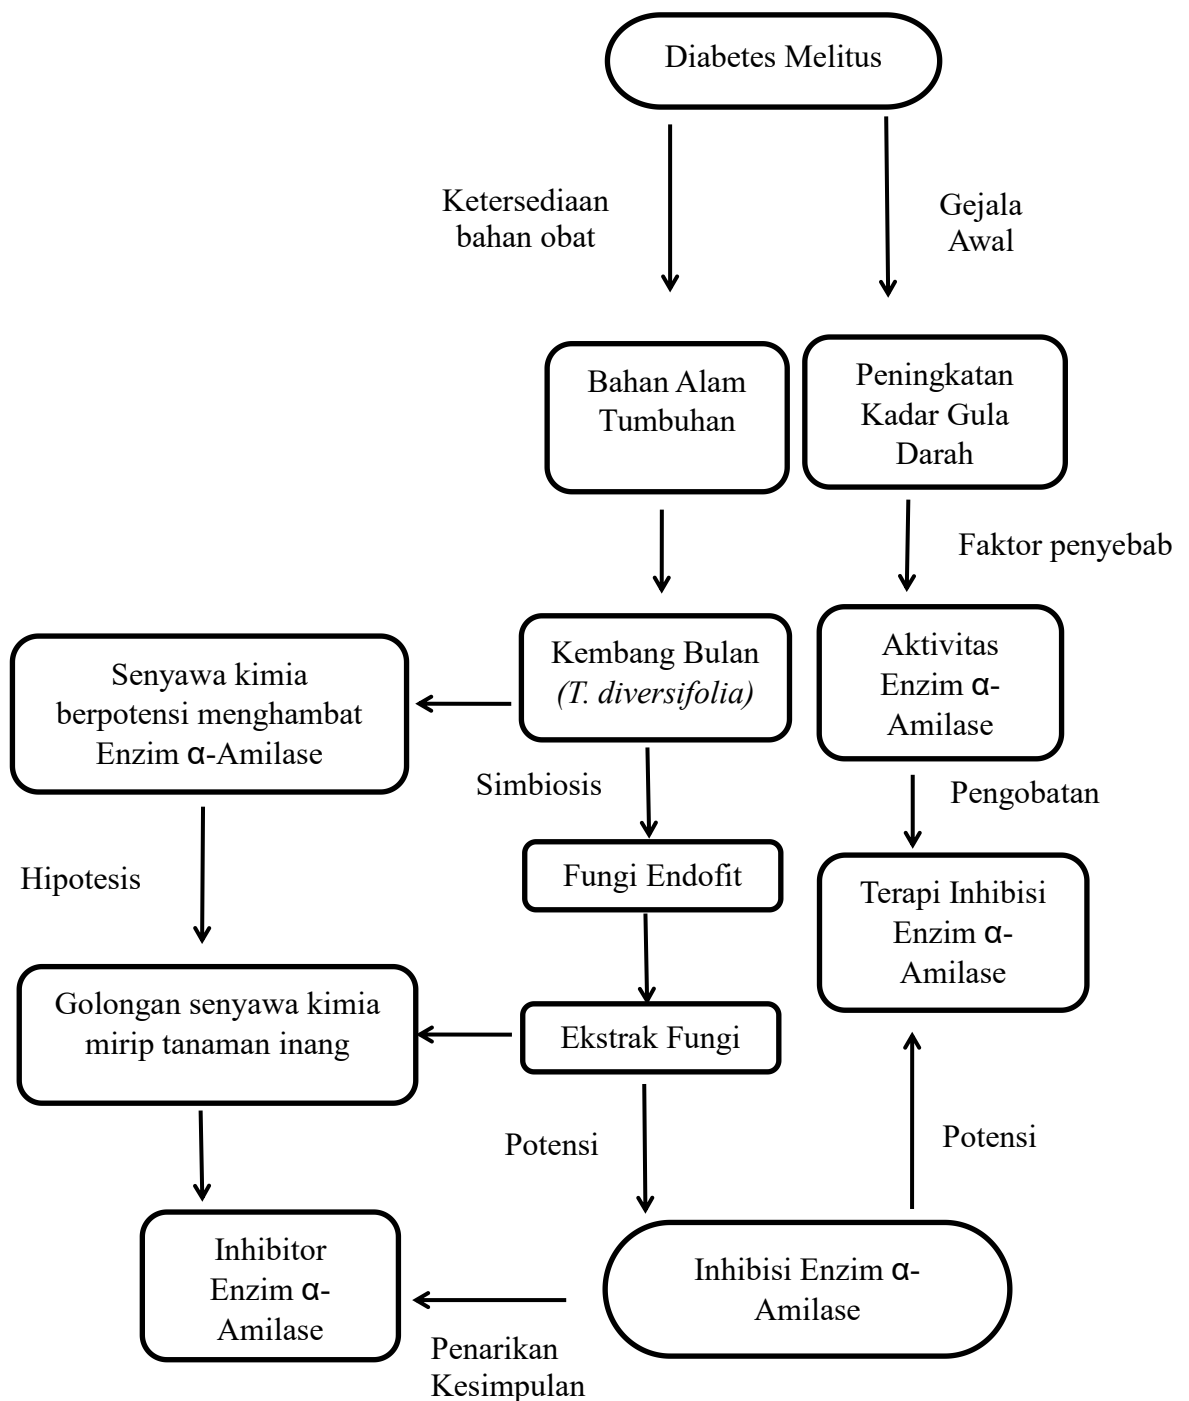 Diabetes Melitus
Ketersediaan
bahan obat
Gejala
Awal
Bahan Alam
Tumbuhan
Peningkatan
Kadar Gula
Darah
Faktor penyebab
Senyawa kimia
berpotensi menghambat
Enzim α-Amilase
Kembang Bulan
(T. diversifolia)
Aktivitas
Enzim α-
Amilase
Simbiosis
Pengobatan
Hipotesis
Fungi Endofit
Terapi Inhibisi
Enzim α-
Amilase
Golongan senyawa kimia
mirip tanaman inang
Ekstrak Fungi
Potensi
Potensi
Inhibitor
Enzim α-
Amilase
Inhibisi Enzim α-
Amilase
Penarikan
Kesimpulan